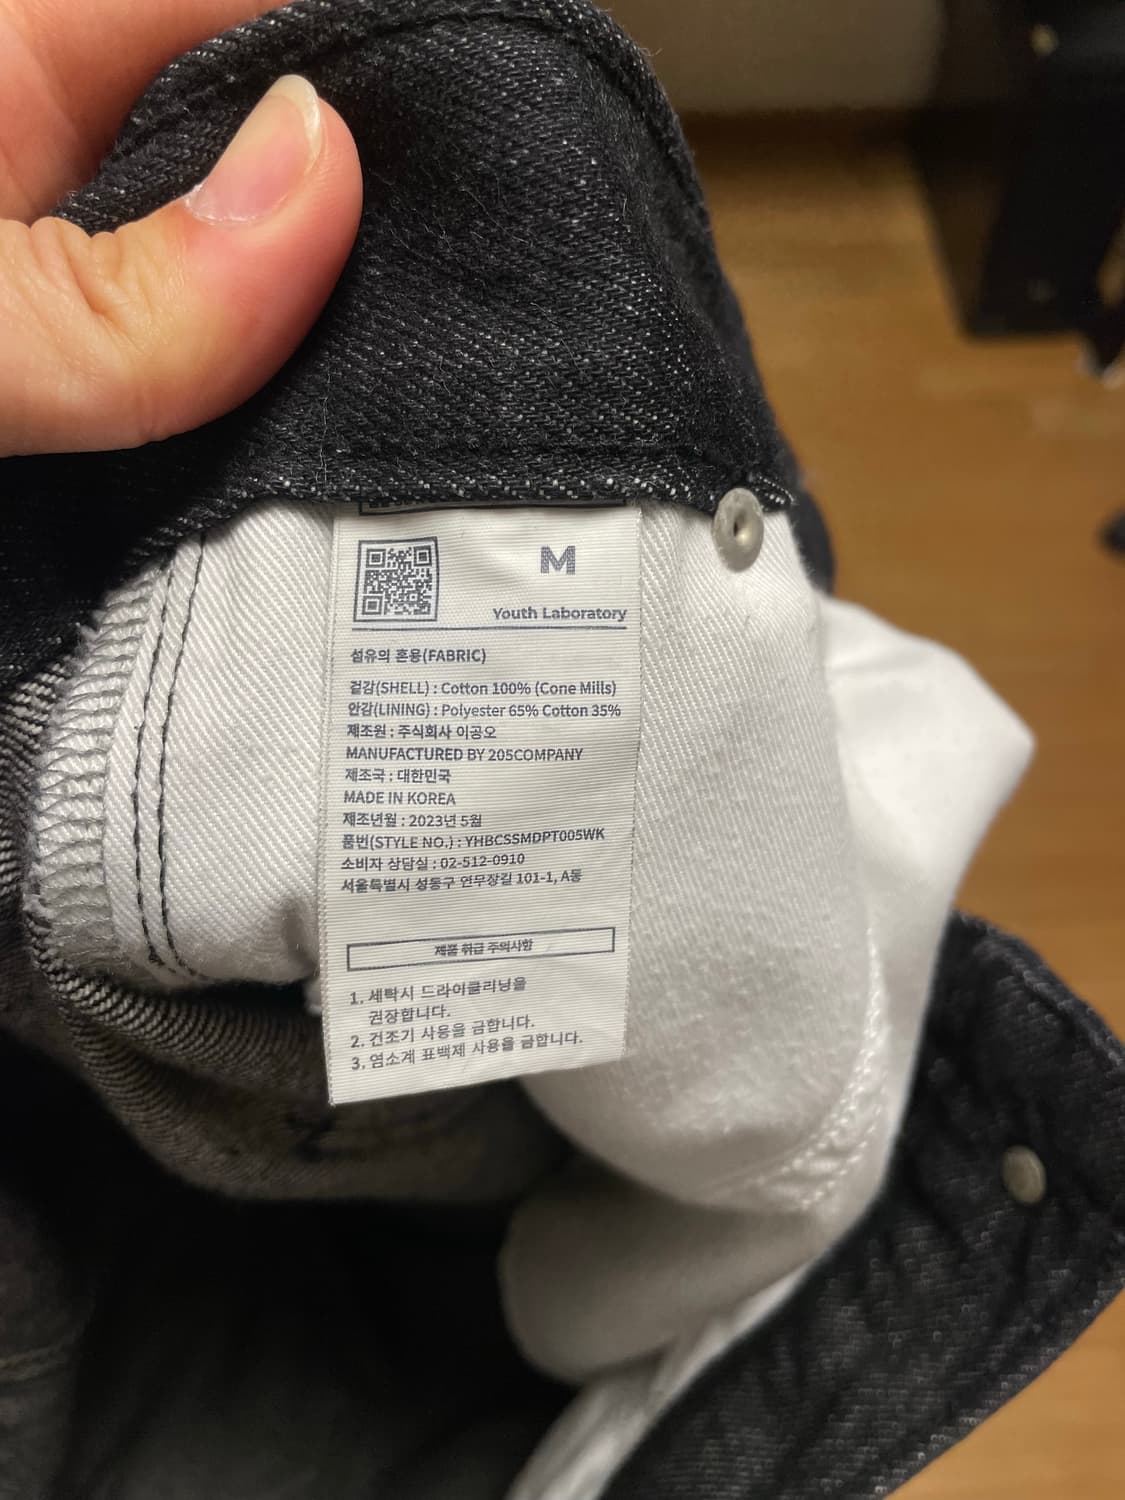 M
Youth Laboratory
섬유의 혼용(FABRIC)
겉감(SHELL) : Cotton 100% (Cone Mills)
안감(LINING) : Polyester 65% Cotton 35%
제조원 : 주식회사 이공오
MANUFACTURED BY 205COMPANY
제조국 : 대한민국
MADE IN KOREA
제조년월 : 2023년 5월
품번(STYLE NO.) : YHBCSSMDPT005WK
소비자 상담실 : 02-512-0910
서울특별시 성동구 연무장길 101-1, A동
제품 취급 주의사항
1. 세탁시 드라이클리닝을
권장합니다.
2. 건조기 사용을 금합니다.
3. 염소계 표백제 사용을 금합니다.